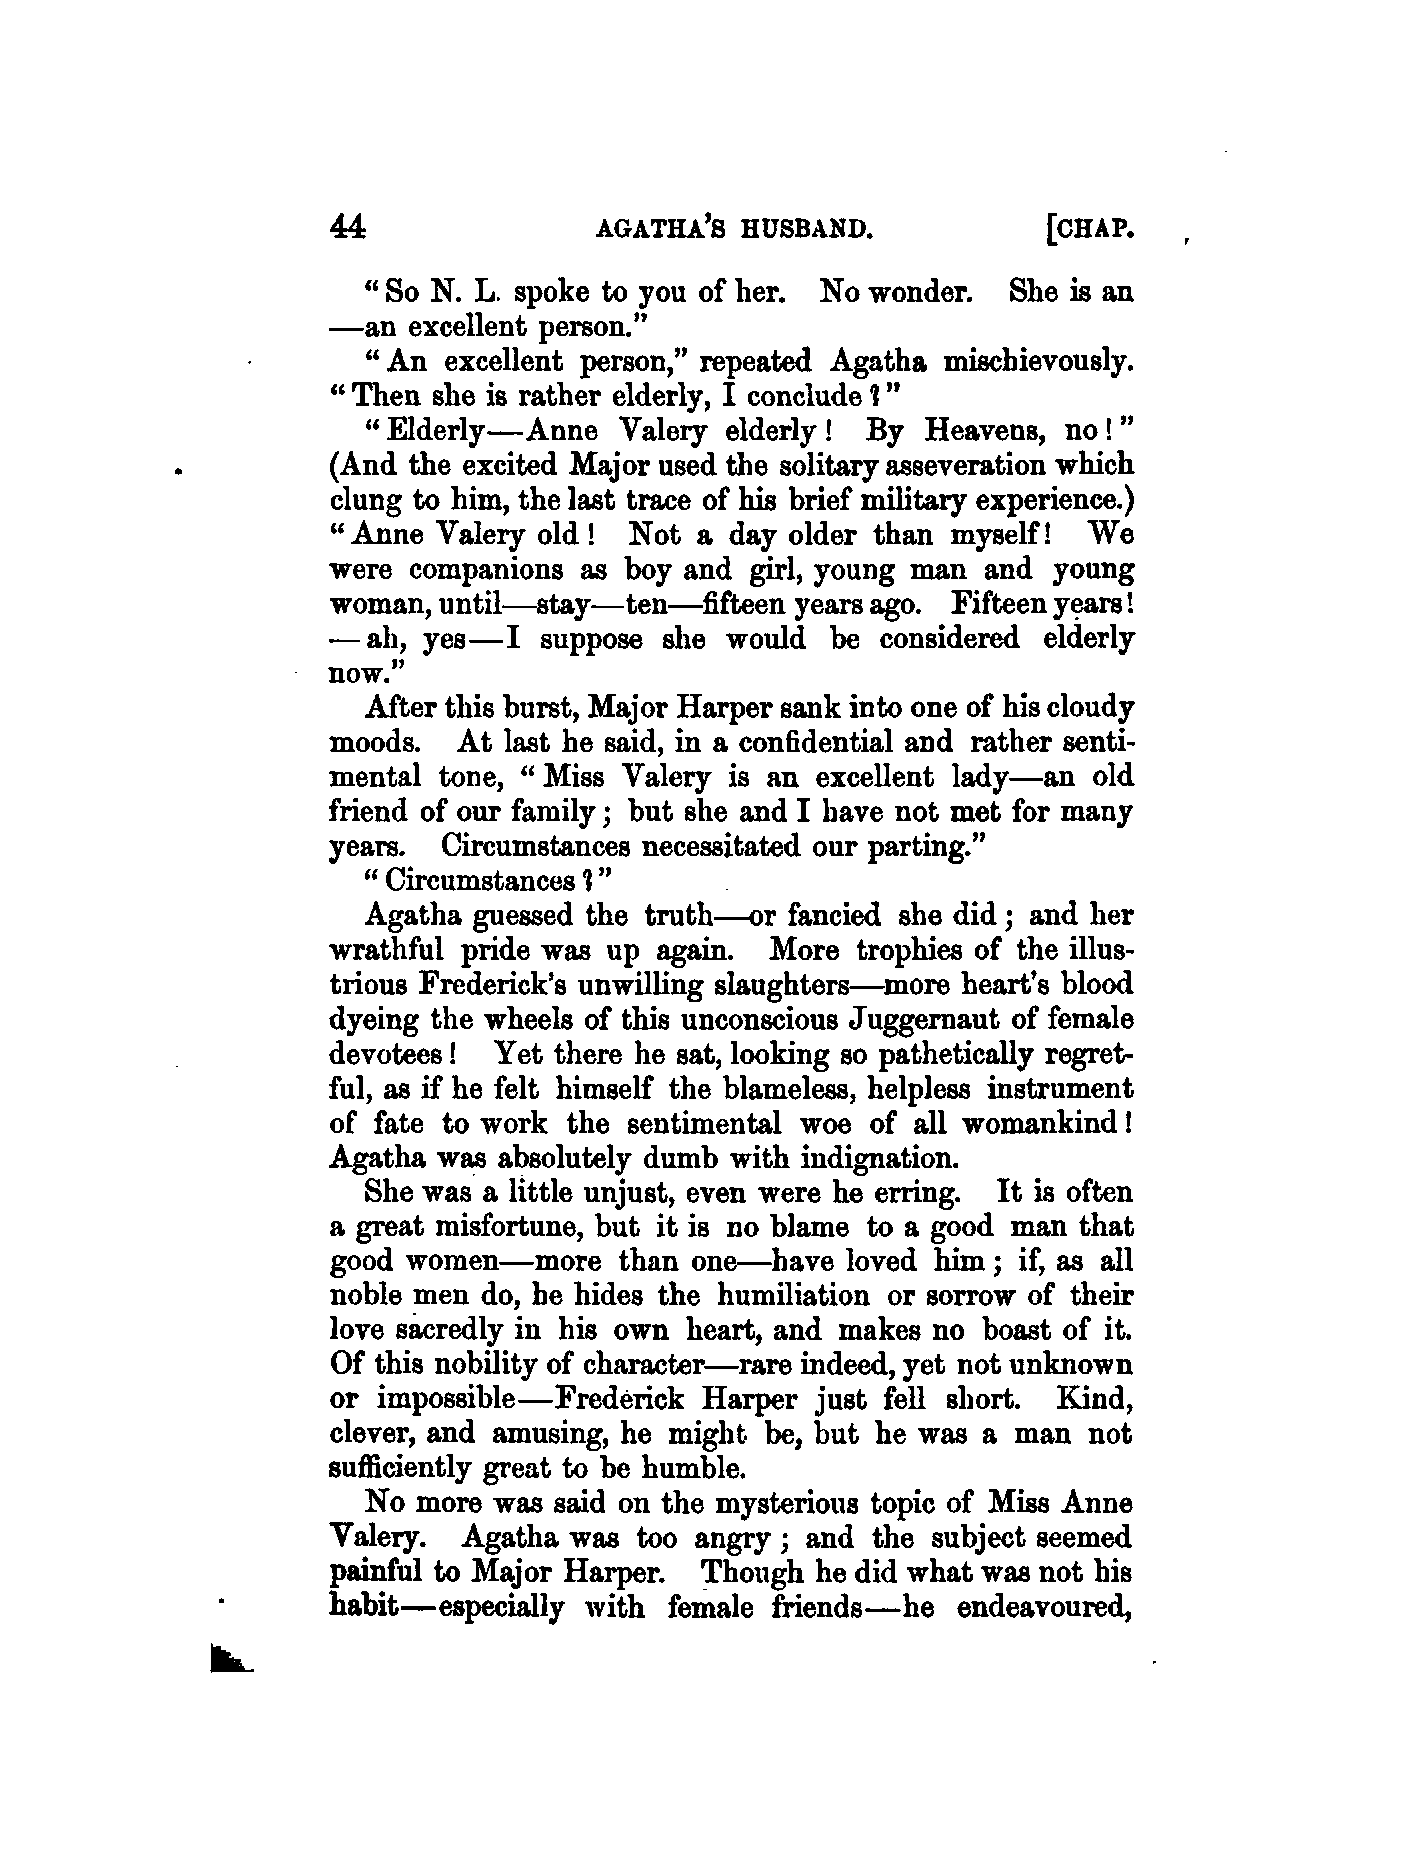 44 AGATHA'S HUSBAND. [CHAP.
"So N. L. spoke to you of her. No wonder. She is an
—an excellent person."
"An excellent person," repeated Agatha mischievously.
"Then she is rather elderly, I conclude?"
"Elderly—Anne Valery elderly! By Heavens, no!"
(And the excited Major used the solitary asseveration which
clung to him, the last trace of his brief military experience.)
"Anne Valery old! Not a day older than myself! We
were companions as boy and girl, young man and young
woman, until—stay—ten—fifteen years ago. Fifteen years!
—ah, yes—I suppose she would be considered elderly
now."
After this burst, Major Harper sank into one of his cloudy
moods. At last he said, in a confidential and rather senti-
mental tone, "Miss Valery is an excellent lady—an old
friend of our family; but she and I have not met for many
years. Circumstances necessitated our parting."
"Circumstances?"
Agatha guessed the truth—or fancied she did; and her
wrathful pride was up again. More trophies of the illus-
trious Frederick's unwilling slaughters—more heart's blood
dyeing the wheels of this unconscious Juggernaut of female
devotees! Yet there he sat, looking so pathetically regret-
ful, as if he felt himself the blameless, helpless instrument
of fate to work the sentimental woe of all womankind!
Agatha was absolutely dumb with indignation.
She was a little unjust, even were he erring. It is often
a great misfortune, but it is no blame to a good man that
good women—more than one—have loved him; if, as all
noble men do, he hides the humiliation or sorrow of their
love sacredly in his own heart, and makes no boast of it.
Of this nobility of character—rare indeed, yet not unknown
or impossible—Frederick Harper just fell short. Kind,
clever, and amusing, he might be, but he was a man not
sufficiently great to be humble.
No more was said on the mysterious topic of Miss Anne
Valery. Agatha was too angry; and the subject seemed
painful to Major Harper. Though he did what was not his
habit—especially with female friends—he endeavoured,